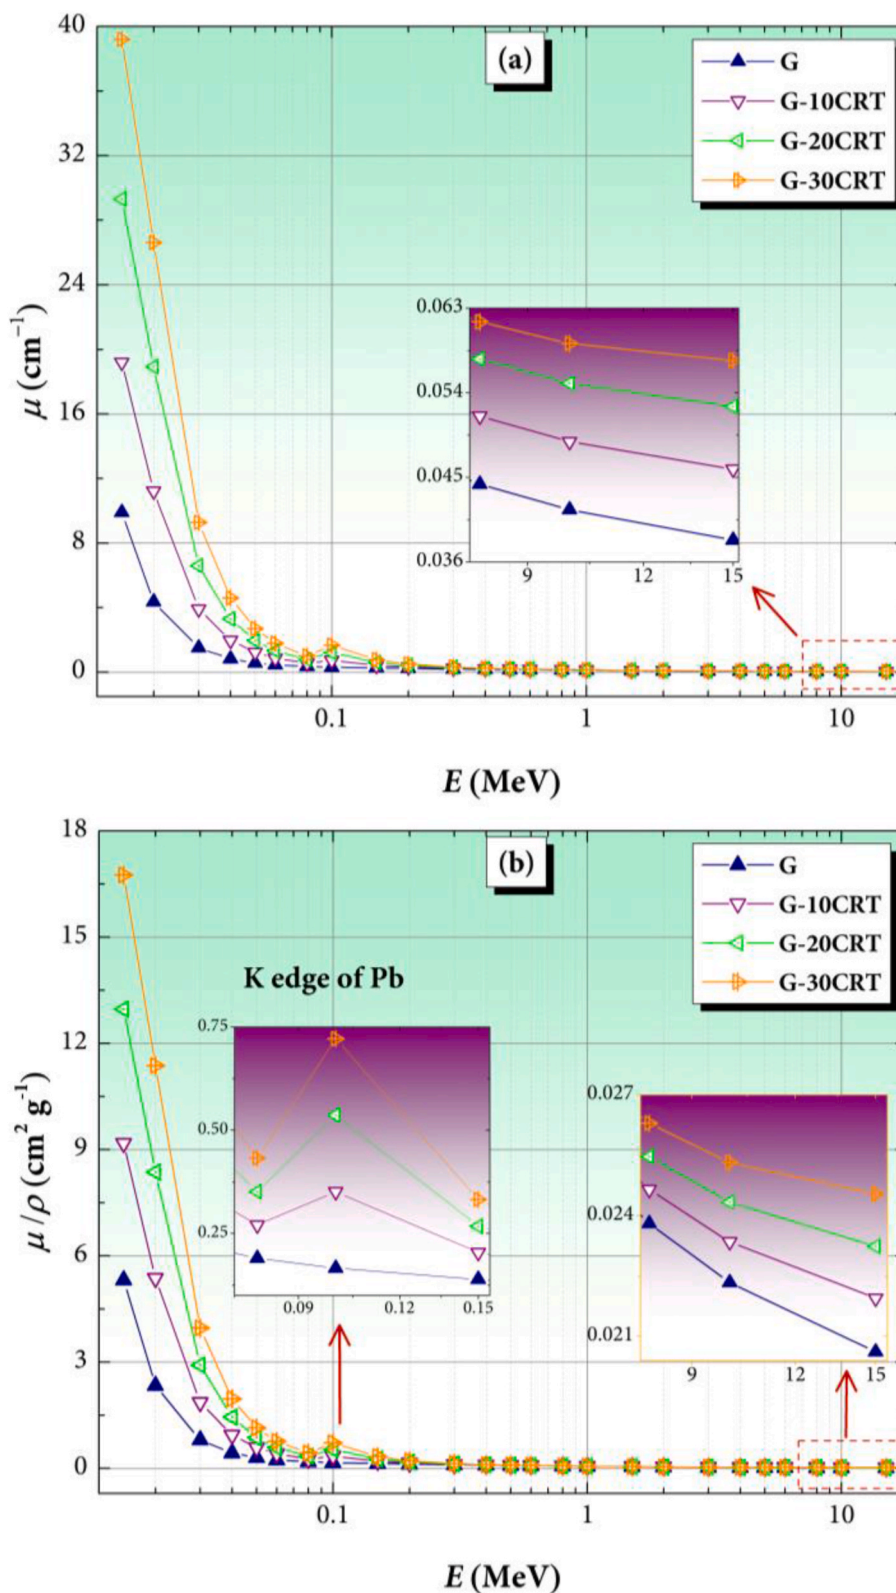 40
(a)
G
G-10CRT
G-20CRT
G-30CRT
32
24
0.063
μ (cm⁻¹)
0.054
16
0.045
8
0.036
9
12
15
0
0.1
1
10
E (MeV)
18
(b)
G
G-10CRT
G-20CRT
G-30CRT
15
K edge of Pb
0.75
12
0.027
0.50
μ/ρ (cm² g⁻¹)
9
0.25
0.024
6
0.09
0.12
0.15
0.021
9
12
15
3
0
0.1
1
10
E (MeV)